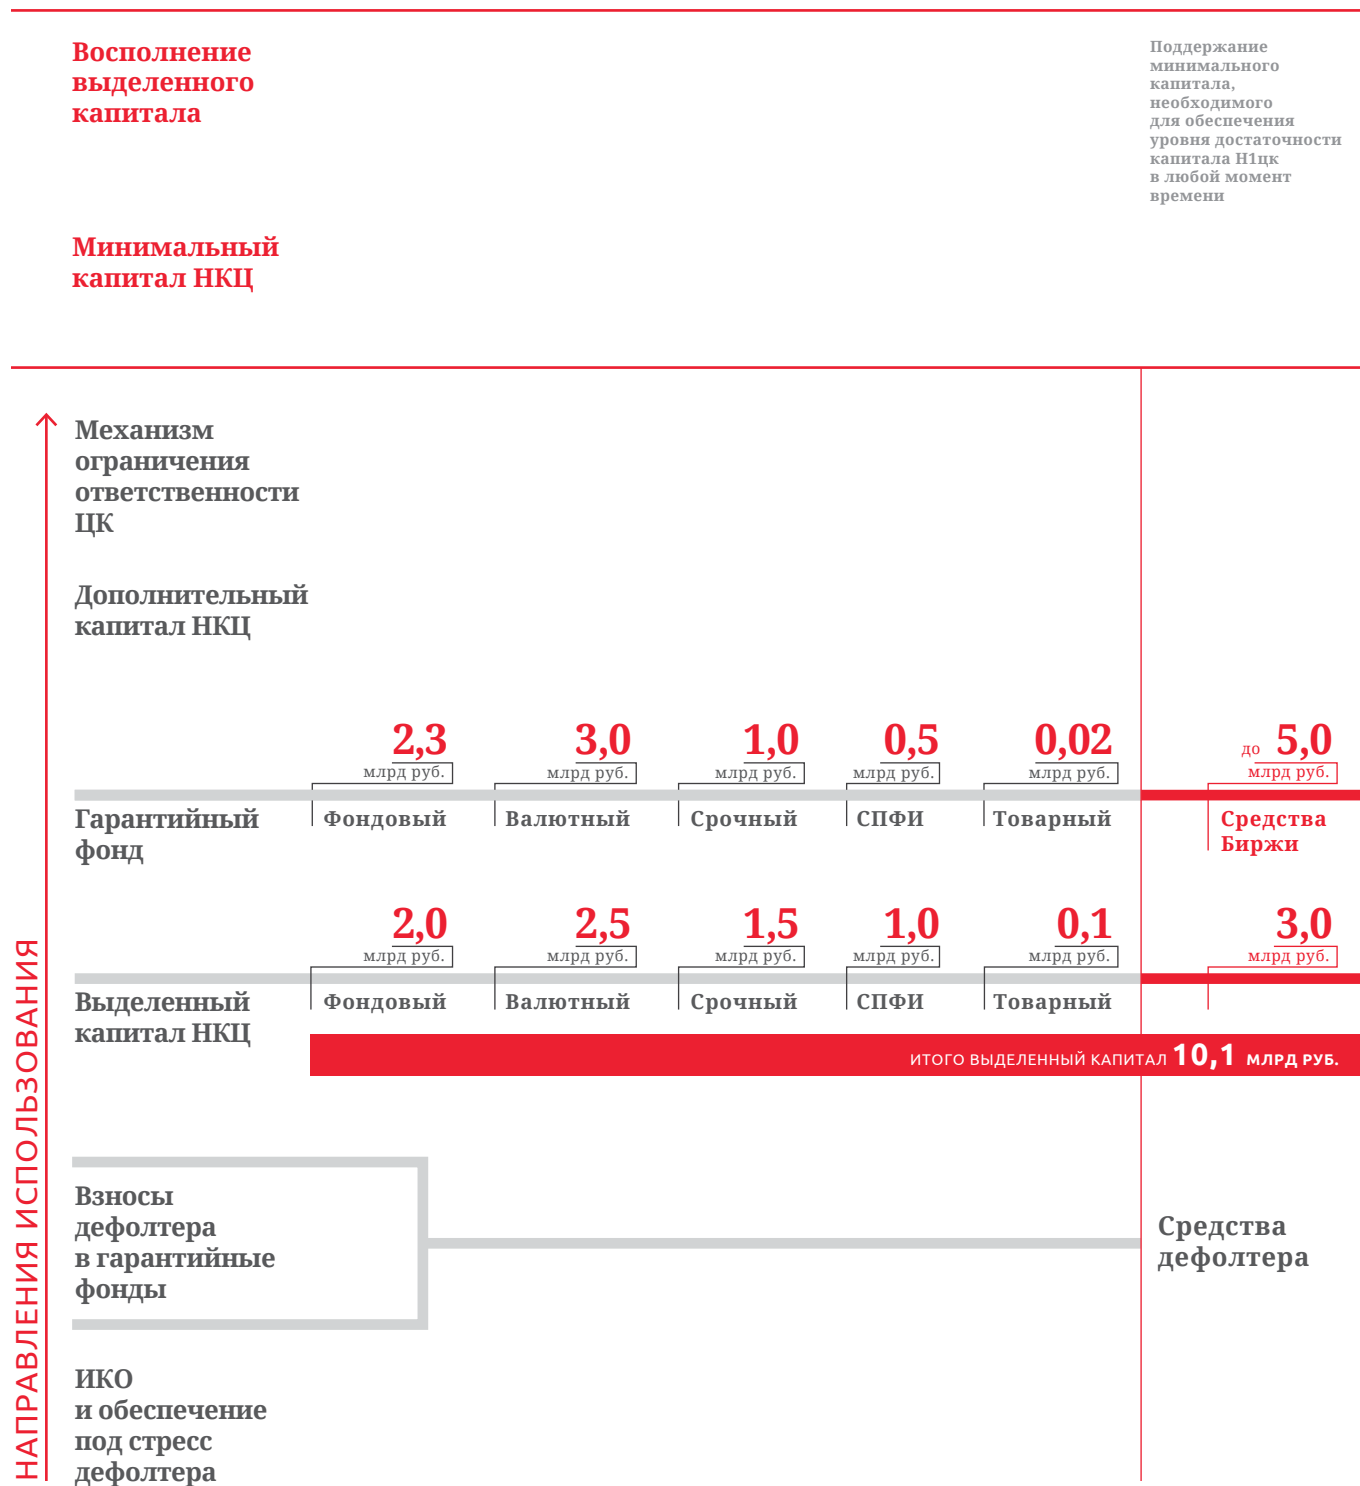 Восполнение
выделенного
капитала
Поддержание
минимального
капитала,
необходимого
для обеспечения
уровня достаточности
капитала Н1цк
в любой момент
времени
Минимальный
капитал НКЦ
Механизм
ограничения
ответственности
ЦК
Дополнительный
капитал НКЦ
2,3 3,0 1,0 0,5 0,02 до 5,0
млрд руб. млрд руб. млрд руб. млрд руб. млрд руб. млрд руб.
Гарантийный
фонд
Фондовый Валютный Срочный СПФИ Товарный
Средства
Биржи
2,0 2,5 1,5 1,0 0,1 3,0
млрд руб. млрд руб. млрд руб. млрд руб. млрд руб. млрд руб.
Выделенный
капитал НКЦ
Фондовый Валютный Срочный СПФИ Товарный
ИТОГО ВЫДЕЛЕННЫЙ КАПИТАЛ 10,1 МЛРД РУБ.
Взносы
дефолтера
в гарантийные
фонды
Средства
дефолтера
ИКО
и обеспечение
под стресс
дефолтера
НАПРАВЛЕНИЯ ИСПОЛЬЗОВАНИЯ